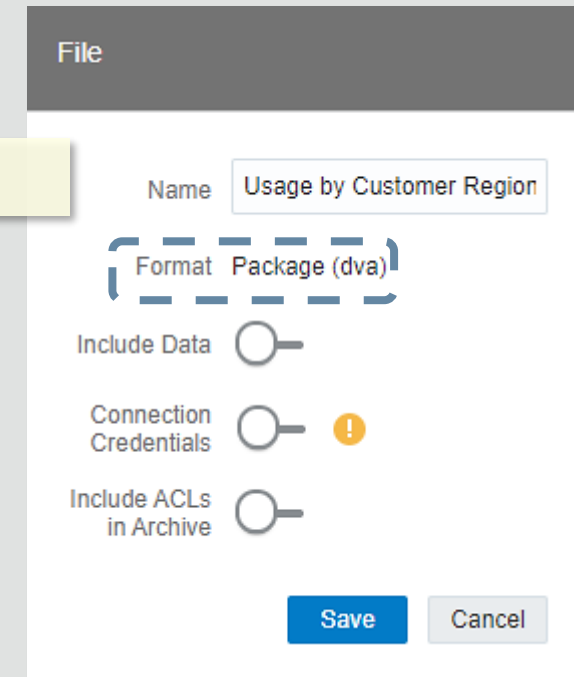 File
Name Usage by Customer Region
Format Package (dva)
Include Data
Connection
Credentials
!
Include ACLs
in Archive
Save Cancel